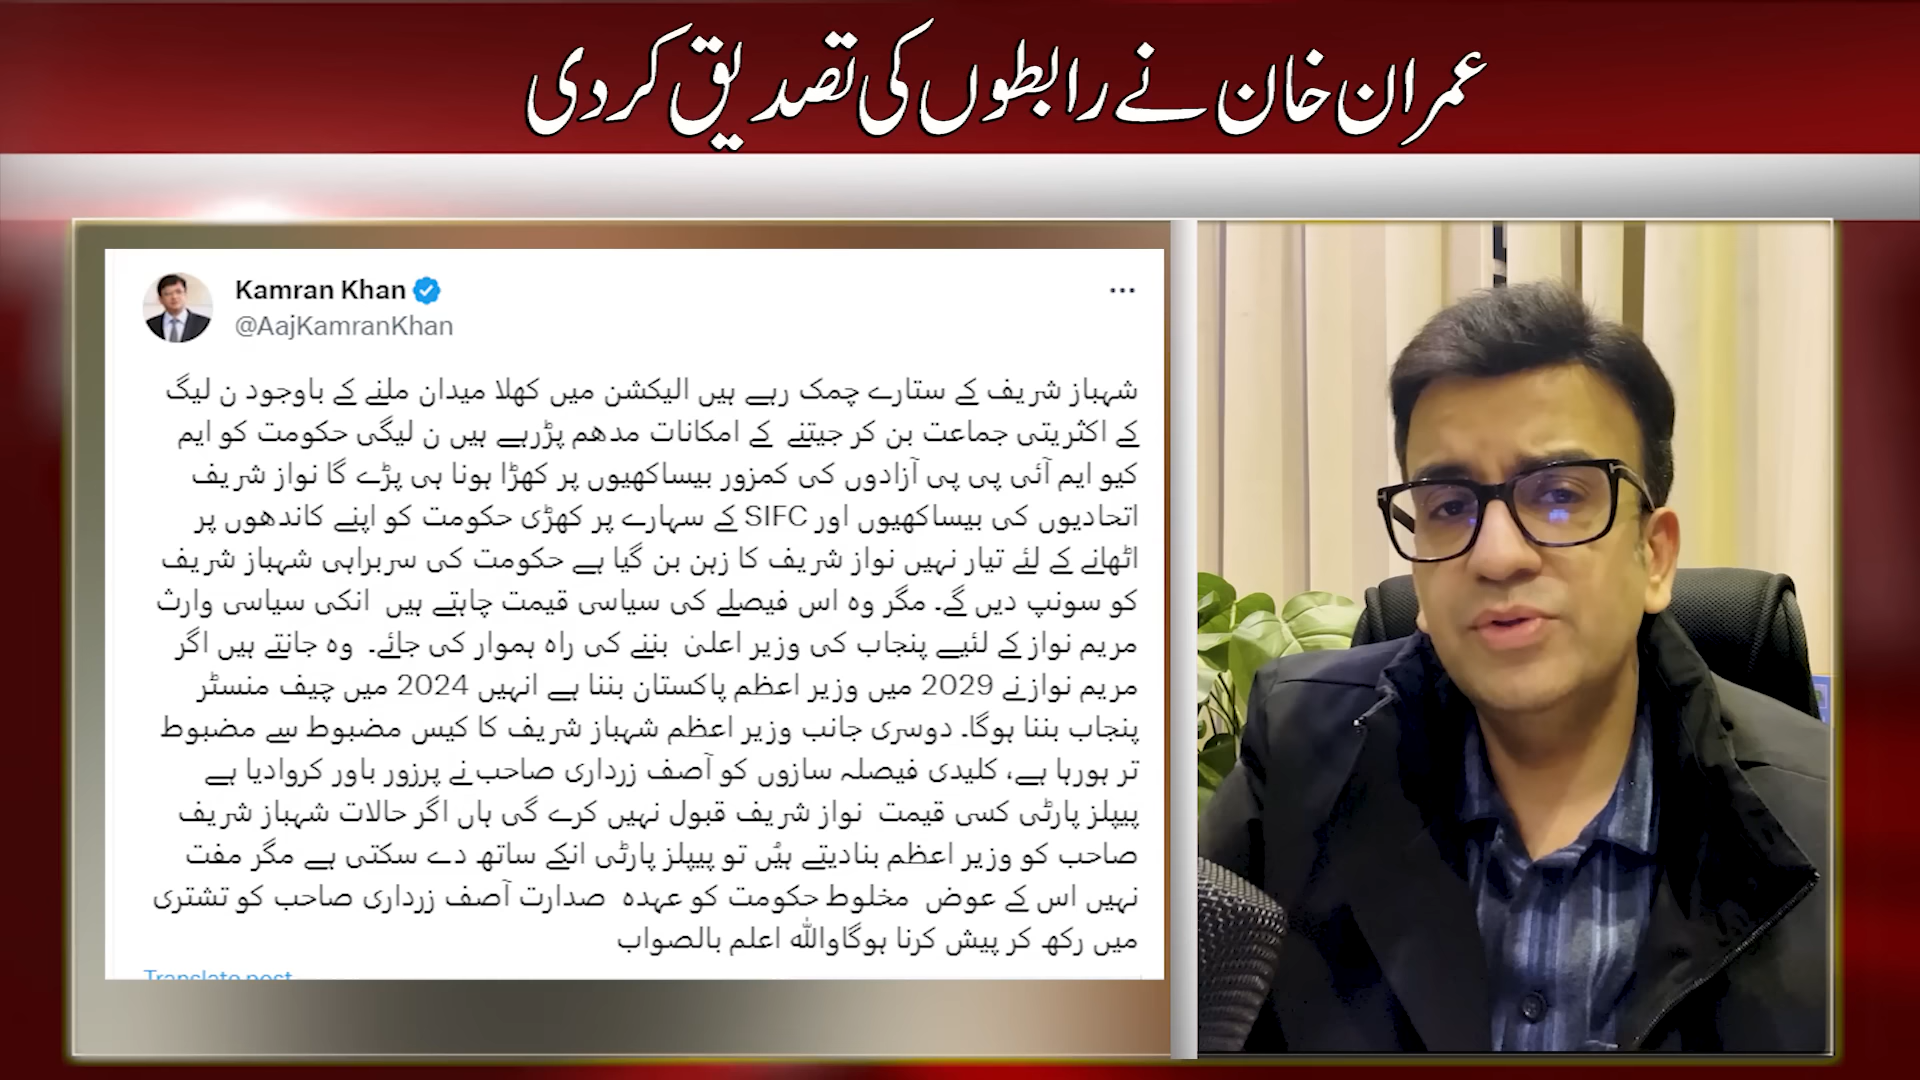 عمران خان نے رابطوں کی تصدیق کردی
Kamran Khan
@AajKamranKhan
شہباز شریف کے ستارے چمک رہے ہیں الیکشن میں کھلا میدان ملنے کے باوجود ن لیگ
کے اکثریتی جماعت بن کر جیتنے کے امکانات مدھم پڑرہے ہیں ن لیگی حکومت کو ایم
کیو ایم آئی پی پی آزادوں کی کمزور بیساکھیوں پر کھڑا ہونا ہی پڑے گا نواز شریف
اتحادیوں کی بیساکھیوں اور SIFC کے سہارے پر کھڑی حکومت کو اپنے کاندھوں پر
اٹھانے کے لئے تیار نہیں نواز شریف کا زہن بن گیا ہے حکومت کی سربراہی شہباز شریف
کو سونپ دیں گے۔ مگر وہ اس فیصلے کی سیاسی قیمت چاہتے ہیں انکی سیاسی وارث
مریم نواز کے لئیے پنجاب کی وزیر اعلیٰ بننے کی راہ ہموار کی جائے۔ وہ جانتے ہیں اگر
مریم نوازنے 2029 میں وزیر اعظم پاکستان بننا ہے انہیں 2024 میں چیف منسٹر
پنجاب بننا ہوگا۔ دوسری جانب وزیر اعظم شہباز شریف کا کیس مضبوط سے مضبوط
تر ہورہا ہے، کلیدی فیصلہ سازوں کو آصف زرداری صاحب نے پرزور باور کروادیا ہے
پیپلز پارٹی کسی قیمت نواز شریف قبول نہیں کرے گی ہاں اگر حالات شہباز شریف
صاحب کو وزیر اعظم بنادیتے ہیُں تو پیپلز پارٹی انکے ساتھ دے سکتی ہے مگر مفت
نہیں اس کے عوض مخلوط حکومت کو عہدہ صدارت آصف زرداری صاحب کو تشتری
میں رکھ کر پیش کرنا ہوگاواللہ اعلم بالصواب
Translate post